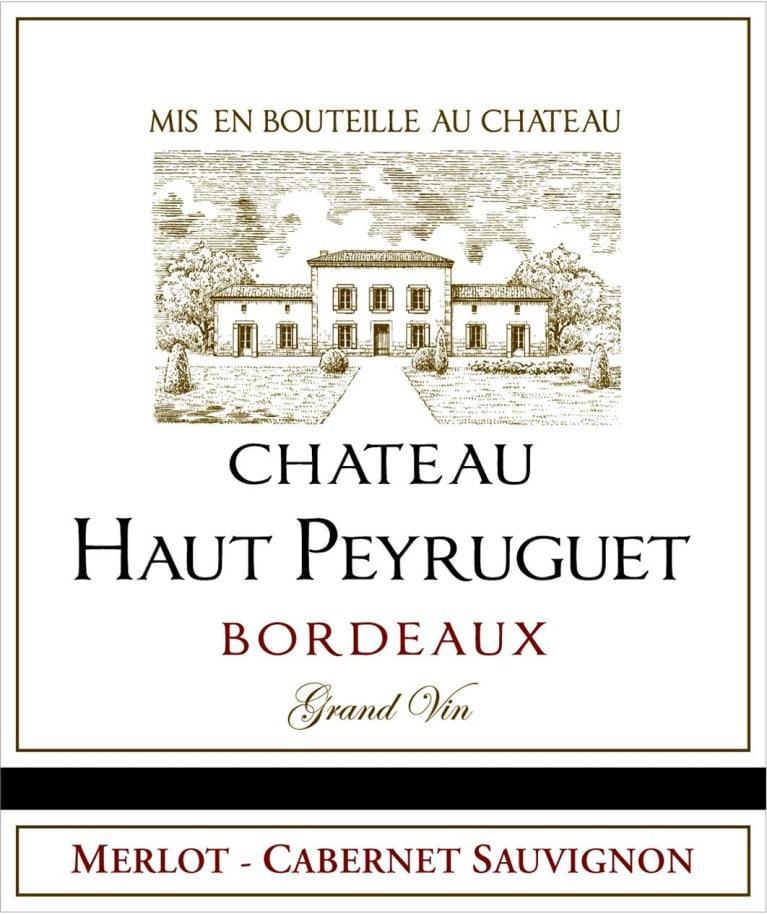 MIS EN BOUTEILLE AU CHATEAU
CHATEAU
HAUT PEYRUGUET
BORDEAUX
Grand Vin
MERLOT - CABERNET SAUVIGNON